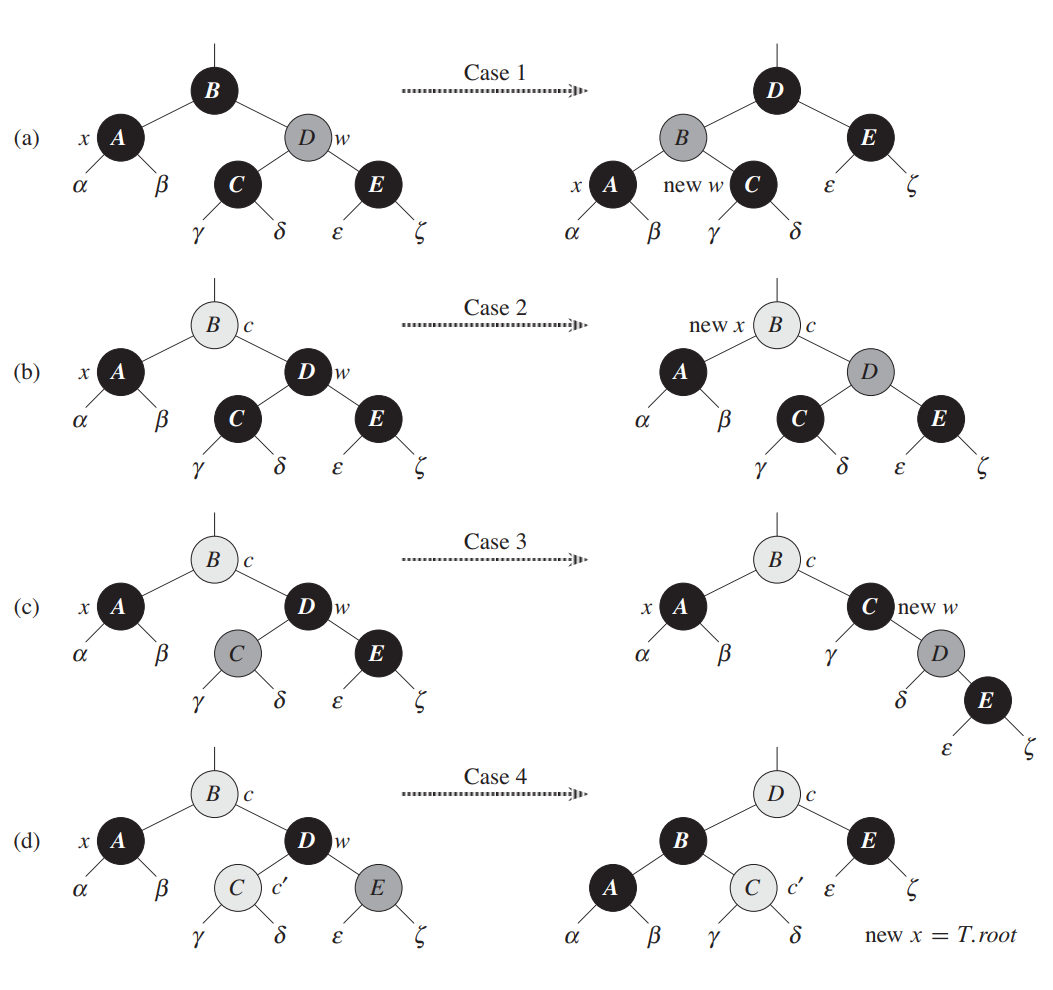 Case 1
B D
(a) x A D w B E
α β C E x A new w C ε ζ
γ δ ε ζ α β γ δ
Case 2
B c new x B c
(b) x A D w A D
α β C E α β C E
γ δ ε ζ γ δ ε ζ
Case 3
B c B c
(c) x A D w x A C new w
α β C E α β γ D
γ δ ε ζ δ E
ε ζ
Case 4
B c D c
(d) x A D w B E
α β C c′ E A C c′ ε ζ
γ δ ε ζ α β γ δ new x = T.root